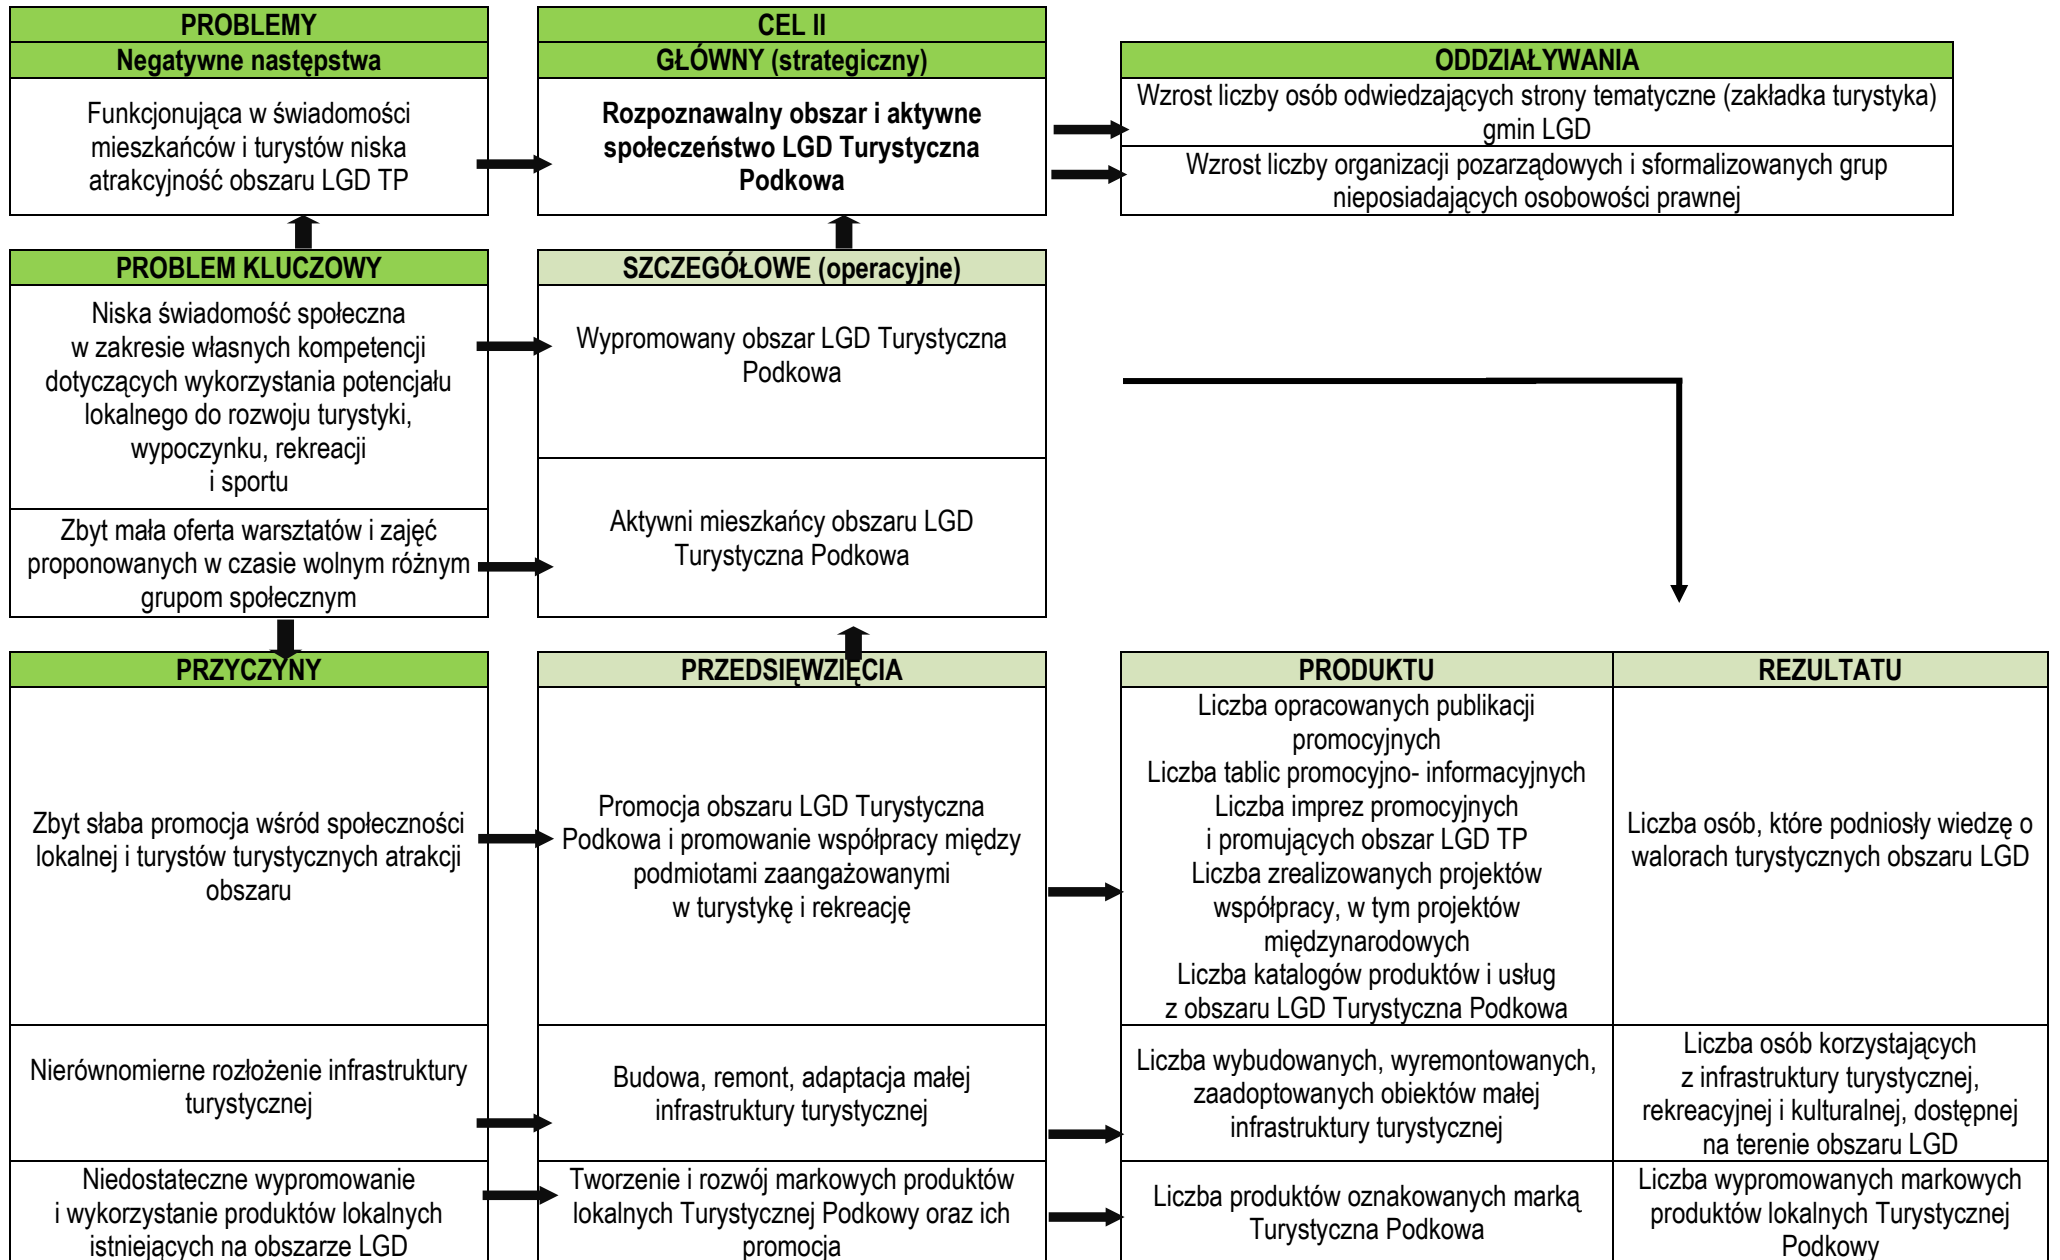 PROBLEMY
Negatywne następstwa
Funkcjonująca w świadomości
mieszkańców i turystów niska
atrakcyjność obszaru LGD TP
CEL II
GŁÓWNY (strategiczny)
Rozpoznawalny obszar i aktywne
społeczeństwo LGD Turystyczna
Podkowa
ODDZIAŁYWANIA
Wzrost liczby osób odwiedzających strony tematyczne (zakładka turystyka)
gmin LGD
Wzrost liczby organizacji pozarządowych i sformalizowanych grup
nieposiadających osobowości prawnej
PROBLEM KLUCZOWY
Niska świadomość społeczna
w zakresie własnych kompetencji
dotyczących wykorzystania potencjału
lokalnego do rozwoju turystyki,
wypoczynku, rekreacji
i sportu
Zbyt mała oferta warsztatów i zajęć
proponowanych w czasie wolnym różnym
grupom społecznym
SZCZEGÓŁOWE (operacyjne)
Wypromowany obszar LGD Turystyczna
Podkowa
Aktywni mieszkańcy obszaru LGD
Turystyczna Podkowa
PRZYCZYNY
PRZEDSIĘWZIĘCIA
PRODUKTU
REZULTATU
Zbyt słaba promocja wśród społeczności
lokalnej i turystów turystycznych atrakcji
obszaru
Promocja obszaru LGD Turystyczna
Podkowa i promowanie współpracy między
podmiotami zaangażowanymi
w turystykę i rekreację
Liczba opracowanych publikacji
promocyjnych
Liczba tablic promocyjno- informacyjnych
Liczba imprez promocyjnych
i promujących obszar LGD TP
Liczba zrealizowanych projektów
współpracy, w tym projektów
międzynarodowych
Liczba katalogów produktów i usług
z obszaru LGD Turystyczna Podkowa
Liczba osób, które podniosły wiedzę o
walorach turystycznych obszaru LGD
Nierównomierne rozłożenie infrastruktury
turystycznej
Budowa, remont, adaptacja małej
infrastruktury turystycznej
Liczba wybudowanych, wyremontowanych,
zaadoptowanych obiektów małej
infrastruktury turystycznej
Liczba osób korzystających
z infrastruktury turystycznej,
rekreacyjnej i kulturalnej, dostępnej
na terenie obszaru LGD
Niedostateczne wypromowanie
i wykorzystanie produktów lokalnych
istniejących na obszarze LGD
Tworzenie i rozwój markowych produktów
lokalnych Turystycznej Podkowy oraz ich
promocja
Liczba produktów oznakowanych marką
Turystyczna Podkowa
Liczba wypromowanych markowych
produktów lokalnych Turystycznej
Podkowy